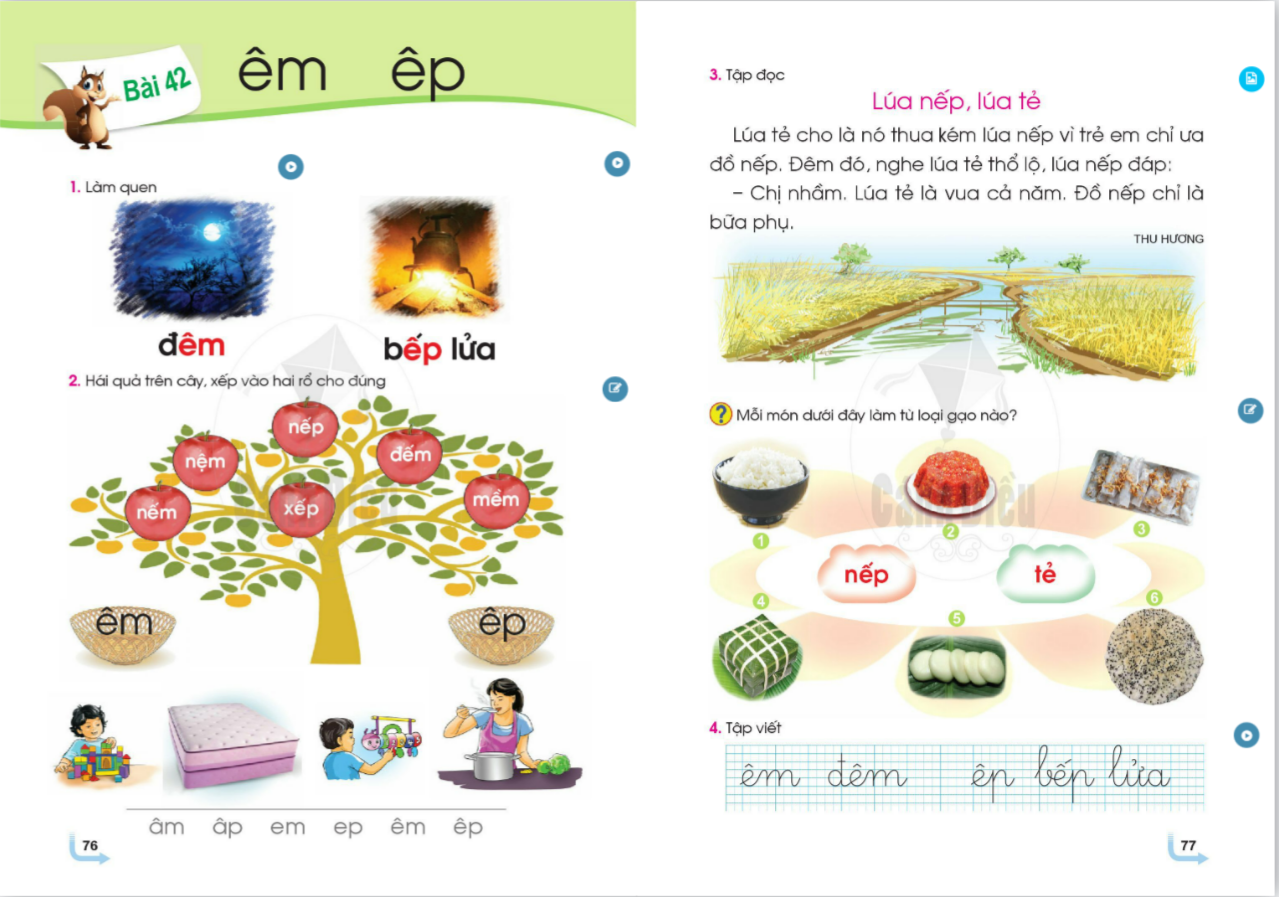 Bài 42
êm êp
1. Làm quen
đêm
bếp lửa
2. Hái quả trên cây, xếp vào hai rổ cho đúng
nếp
nệm
đếm
nếm
xếp
mềm
êm
êp
âm âp em ep êm êp
76
3. Tập đọc
Lúa nếp, lúa tẻ
Lúa tẻ cho là nó thua kém lúa nếp vì trẻ em chỉ ưa
đồ nếp. Đêm đó, nghe lúa tẻ thổ lộ, lúa nếp đáp:
– Chị nhầm. Lúa tẻ là vua cả năm. Đồ nếp chỉ là
bữa phụ.
THU HƯƠNG
? Mỗi món dưới đây làm từ loại gạo nào?
Cánh Diều
1
2
3
nếp
tẻ
4
5
6
4. Tập viết
êm đêm êp bếp lửa
77